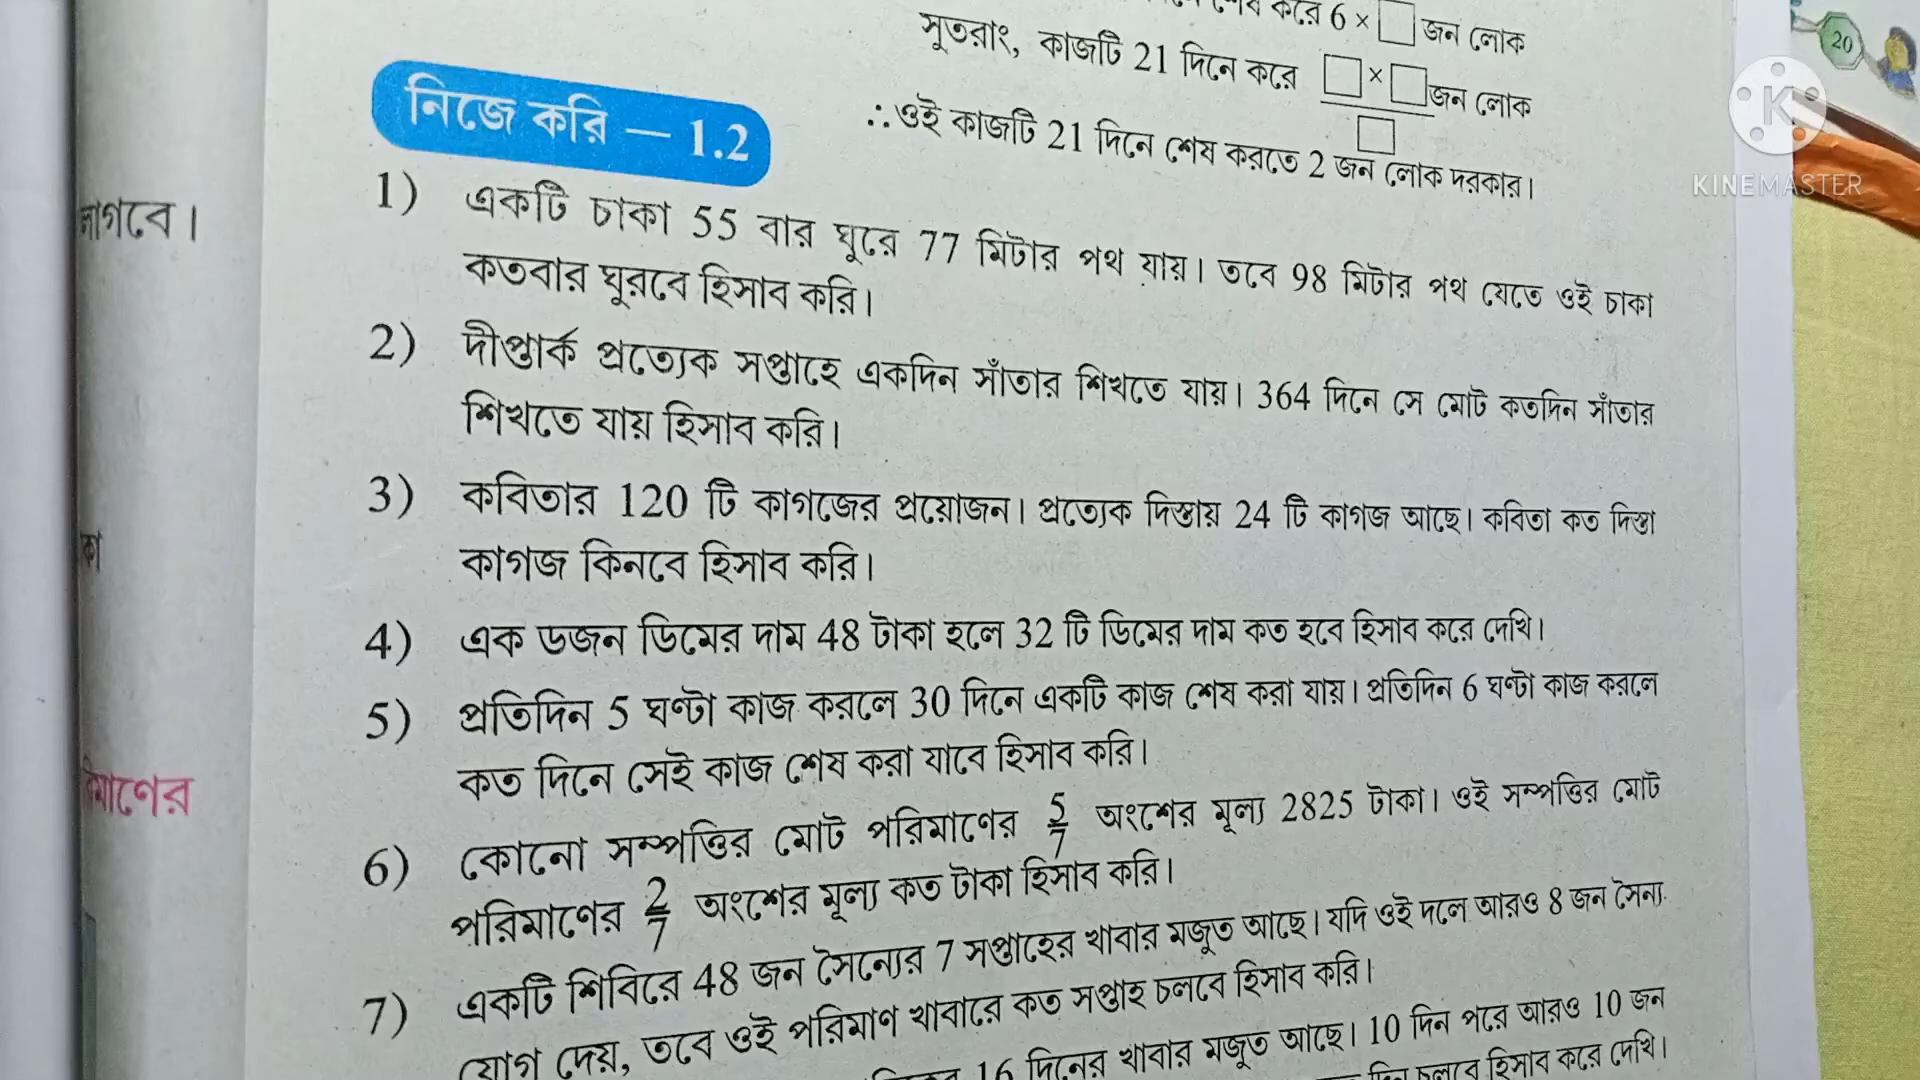 করে 6 × □ জন লোক
সুতরাং, কাজটি 21 দিনে করে □ × □ / □ জন লোক
∴ ওই কাজটি 21 দিনে শেষ করতে 2 জন লোক দরকার।
20
KINEMASTER
নিজে করি — 1.2
লাগবে।
1) একটি চাকা 55 বার ঘুরে 77 মিটার পথ যায়। তবে 98 মিটার পথ যেতে ওই চাকা
কতবার ঘুরবে হিসাব করি।
2) দীপ্তার্ক প্রত্যেক সপ্তাহে একদিন সাঁতার শিখতে যায়। 364 দিনে সে মোট কতদিন সাঁতার
শিখতে যায় হিসাব করি।
3) কবিতার 120 টি কাগজের প্রয়োজন। প্রত্যেক দিস্তায় 24 টি কাগজ আছে। কবিতা কত দিস্তা
কাগজ কিনবে হিসাব করি।
4) এক ডজন ডিমের দাম 48 টাকা হলে 32 টি ডিমের দাম কত হবে হিসাব করে দেখি।
5) প্রতিদিন 5 ঘণ্টা কাজ করলে 30 দিনে একটি কাজ শেষ করা যায়। প্রতিদিন 6 ঘণ্টা কাজ করলে
কত দিনে সেই কাজ শেষ করা যাবে হিসাব করি।
6) কোনো সম্পত্তির মোট পরিমাণের 5/7 অংশের মূল্য 2825 টাকা। ওই সম্পত্তির মোট
পরিমাণের 2/7 অংশের মূল্য কত টাকা হিসাব করি।
7) একটি শিবিরে 48 জন সৈন্যের 7 সপ্তাহের খাবার মজুত আছে। যদি ওই দলে আরও 8 জন সৈন্য
যোগ দেয়, তবে ওই পরিমাণ খাবারে কত সপ্তাহ চলবে হিসাব করি।
16 দিনের খাবার মজুত আছে। 10 দিন পরে আরও 10 জন
দিন চলবে হিসাব করে দেখি।